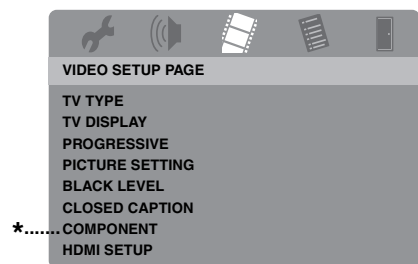 VIDEO SETUP PAGE
TV TYPE
TV DISPLAY
PROGRESSIVE
PICTURE SETTING
BLACK LEVEL
CLOSED CAPTION
*.......COMPONENT
HDMI SETUP